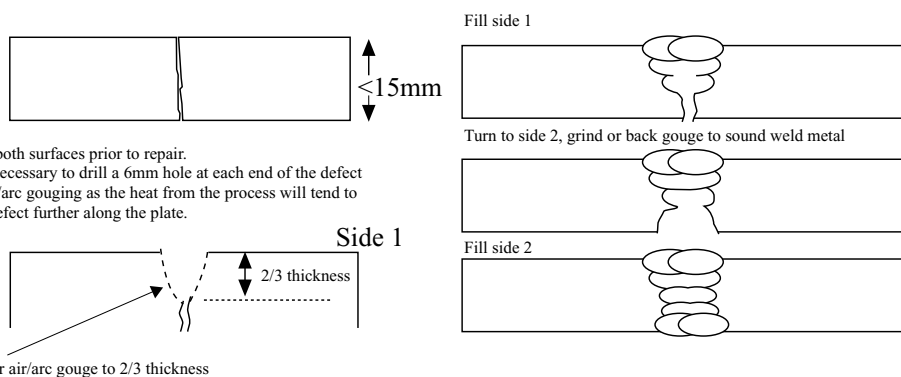 <15mm
both surfaces prior to repair.
necessary to drill a 6mm hole at each end of the defect
/arc gouging as the heat from the process will tend to
defect further along the plate.
Side 1
2/3 thickness
r air/arc gouge to 2/3 thickness
Fill side 1
Turn to side 2, grind or back gouge to sound weld metal
Fill side 2